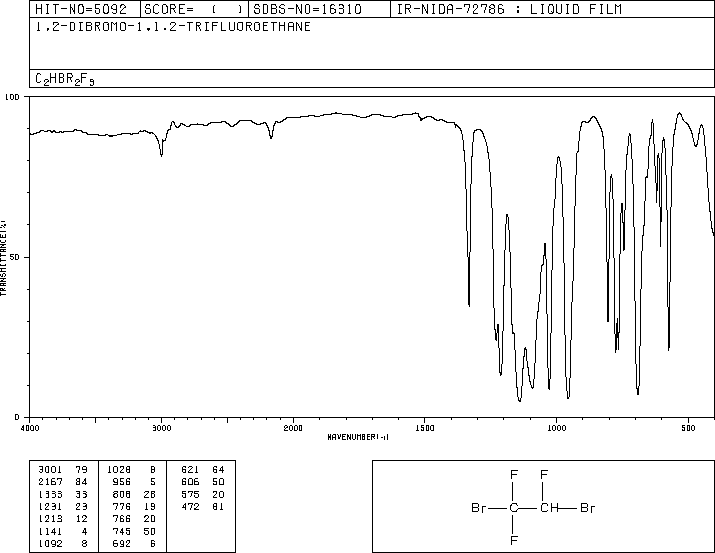 HIT-NO=5092 SCORE= ( ) SDBS-NO=16310 IR-NIDA-72786 : LIQUID FILM
1,2-DIBROMO-1,1,2-TRIFLUOROETHANE
C2HBR2F3
100
50
0
TRANSMITTANCE(%)
4000 3000 2000 1500 1000 500
WAVENUMBER(-1)
3001 79 1028 8 621 64
2167 84 956 5 606 50
1333 33 808 28 575 20
1231 23 776 19 472 81
1213 12 766 20
1141 4 745 50
1092 8 692 6
F F
Br C CH Br
F